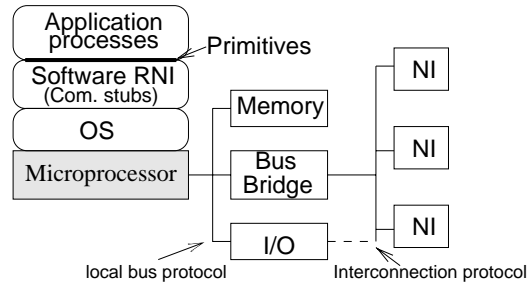 Application
processes
Primitives
Software RNI
(Com. stubs)
OS
Microprocessor
Memory
Bus
Bridge
I/O
NI
NI
NI
local bus protocol
Interconnection protocol